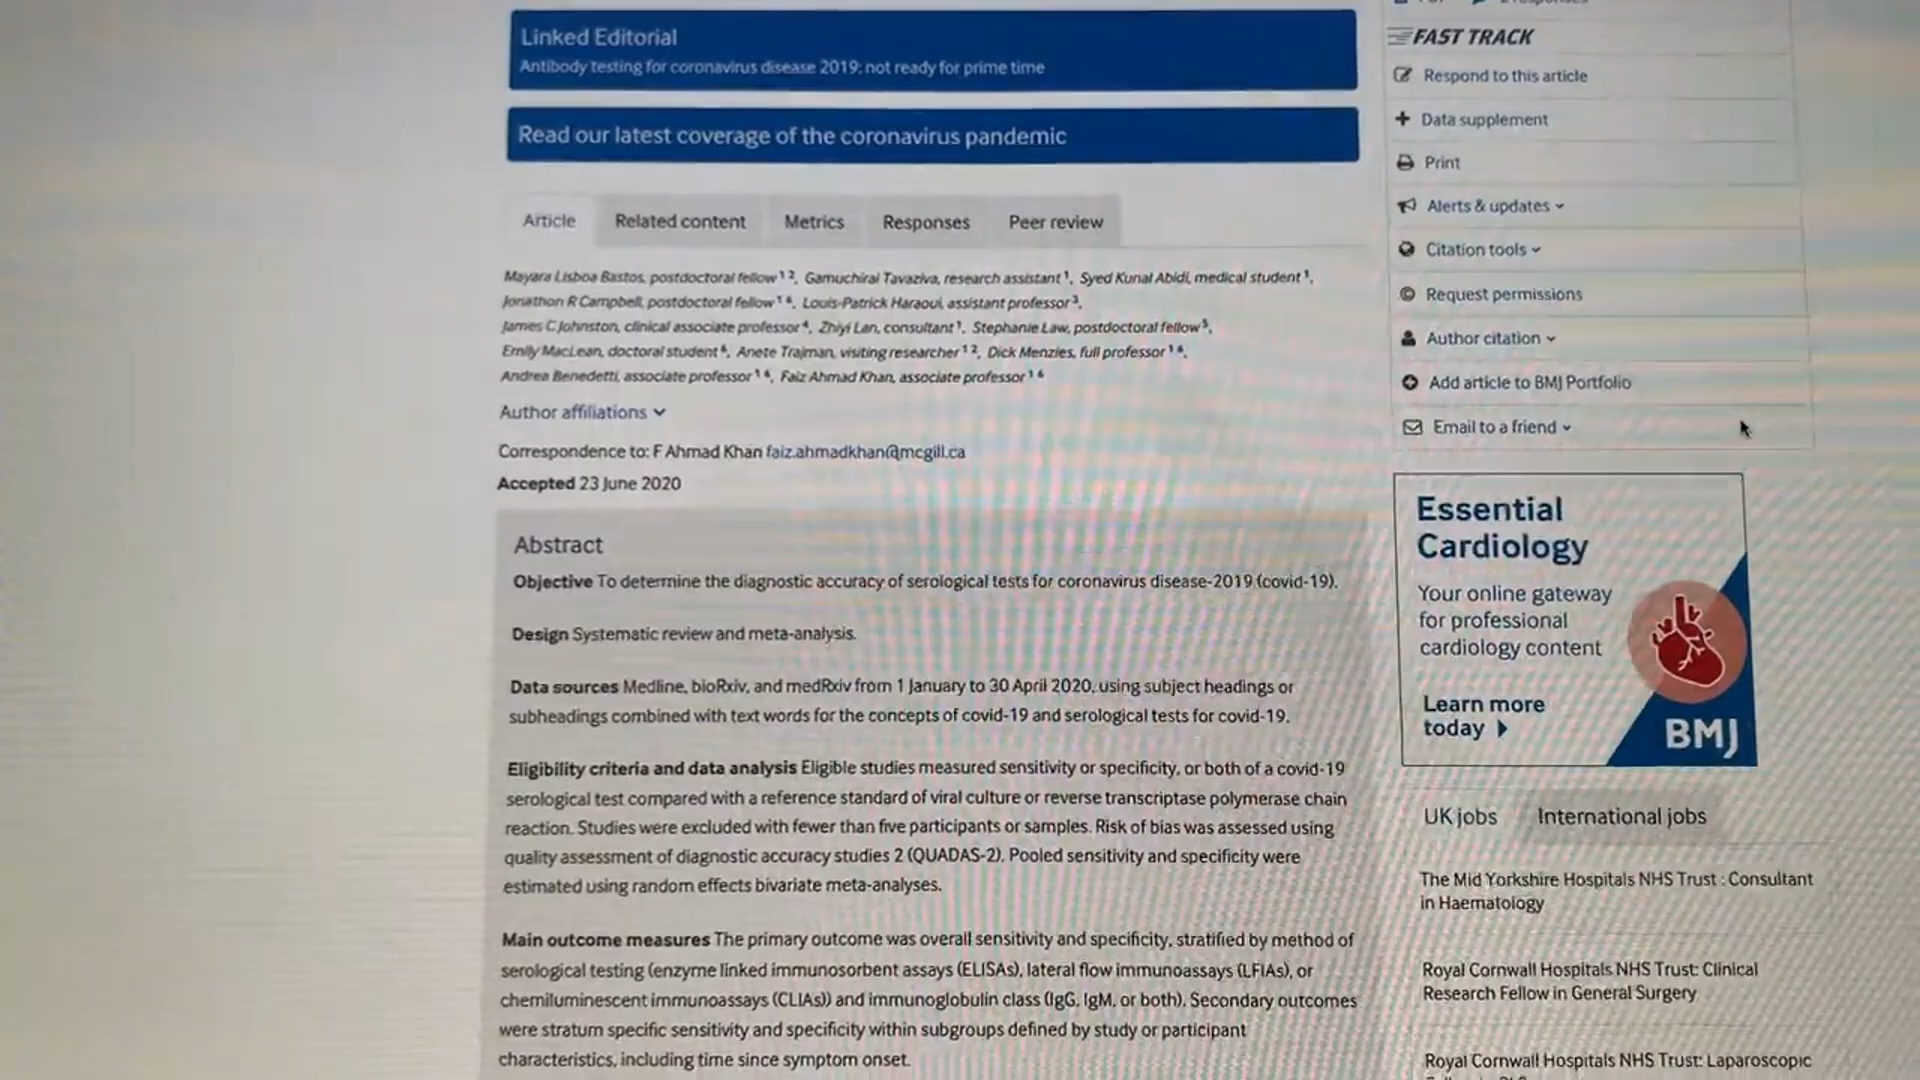 Linked Editorial
Antibody testing for coronavirus disease 2019: not ready for prime time
Read our latest coverage of the coronavirus pandemic
Article Related content Metrics Responses Peer review
Mayara Lisboa Bastos, postdoctoral fellow 1 2, Gamuchirai Tavaziva, research assistant 1, Syed Kunal Abidi, medical student 1,
Jonathon R Campbell, postdoctoral fellow 1 6, Louis-Patrick Haraoui, assistant professor 3,
James C Johnston, clinical associate professor 4, Zhiyi Lan, consultant 1, Stephanie Law, postdoctoral fellow 5,
Emily MacLean, doctoral student 6, Anete Trajman, visiting researcher 1 2, Dick Menzies, full professor 1 6,
Andrea Benedetti, associate professor 1 6, Faiz Ahmad Khan, associate professor 1 6
Author affiliations
Correspondence to: F Ahmad Khan faiz.ahmadkhan@mcgill.ca
Accepted 23 June 2020
Abstract
Objective To determine the diagnostic accuracy of serological tests for coronavirus disease-2019 (covid-19).
Design Systematic review and meta-analysis.
Data sources Medline, bioRxiv, and medRxiv from 1 January to 30 April 2020, using subject headings or
subheadings combined with text words for the concepts of covid-19 and serological tests for covid-19.
Eligibility criteria and data analysis Eligible studies measured sensitivity or specificity, or both of a covid-19
serological test compared with a reference standard of viral culture or reverse transcriptase polymerase chain
reaction. Studies were excluded with fewer than five participants or samples. Risk of bias was assessed using
quality assessment of diagnostic accuracy studies 2 (QUADAS-2). Pooled sensitivity and specificity were
estimated using random effects bivariate meta-analyses.
Main outcome measures The primary outcome was overall sensitivity and specificity, stratified by method of
serological testing (enzyme linked immunosorbent assays (ELISAs), lateral flow immunoassays (LFIAs), or
chemiluminescent immunoassays (CLIAs)) and immunoglobulin class (IgG, IgM, or both). Secondary outcomes
were stratum specific sensitivity and specificity within subgroups defined by study or participant
characteristics, including time since symptom onset.
FAST TRACK
Respond to this article
Data supplement
Print
Alerts & updates
Citation tools
Request permissions
Author citation
Add article to BMJ Portfolio
Email to a friend
Essential
Cardiology
Your online gateway
for professional
cardiology content
Learn more
today
BMJ
UK jobs International jobs
The Mid Yorkshire Hospitals NHS Trust : Consultant
in Haematology
Royal Cornwall Hospitals NHS Trust: Clinical
Research Fellow in General Surgery
Royal Cornwall Hospitals NHS Trust: Laparoscopic